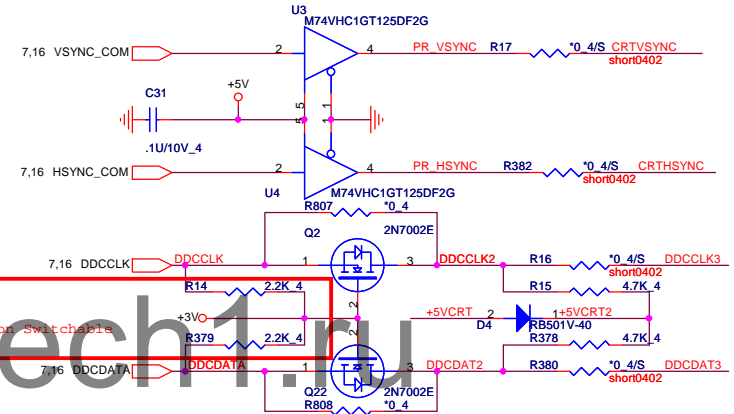 U3
M74VHC1GT125DF2G
7,16 VSYNC_COM
2
4
PR_VSYNC
R17
*0_4/S
CRTVSYNC
short0402
+5V
C31
5
1
5
1
.1U/10V_4
7,16 HSYNC_COM
2
4
PR_HSYNC
R382
*0_4/S
CRTHSYNC
short0402
U4
M74VHC1GT125DF2G
R807
*0_4
Q2
2N7002E
7,16 DDCCLK
DDCCLK
1
3
DDCCLK2
R16
*0_4/S
DDCCLK3
short0402
R14
2.2K_4
R15
4.7K_4
2
+3V
+5VCRT
2
1
+5VCRT2
on Switchable
D4
RB501V-40
2
R379
2.2K_4
R378
4.7K_4
7,16 DDCDATA
DDCDATA
1
3
DDCDAT2
R380
*0_4/S
DDCDAT3
short0402
Q22
2N7002E
R808
*0_4
ech1.ru